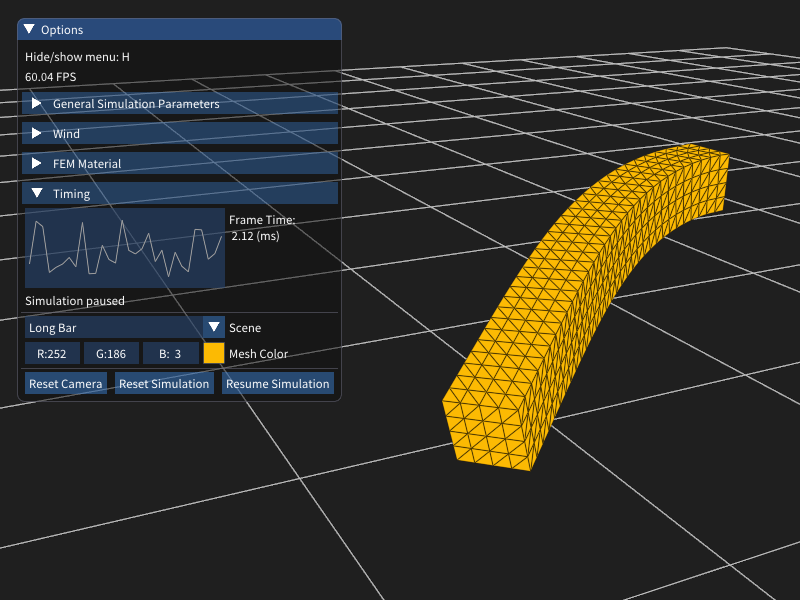 Options
Hide/show menu: H
60.04 FPS
General Simulation Parameters
Wind
FEM Material
Timing
Frame Time:
2.12 (ms)
Simulation paused
Long Bar Scene
R:252 G:186 B: 3 Mesh Color
Reset Camera Reset Simulation Resume Simulation